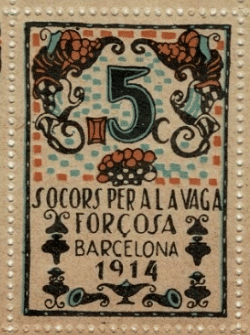 5 C
SOCORS PER A LA VAGA
FORÇOSA
BARCELONA
1914